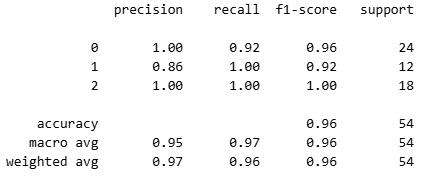 precision recall f1-score support
0 1.00 0.92 0.96 24
1 0.86 1.00 0.92 12
2 1.00 1.00 1.00 18
accuracy 0.96 54
macro avg 0.95 0.97 0.96 54
weighted avg 0.97 0.96 0.96 54